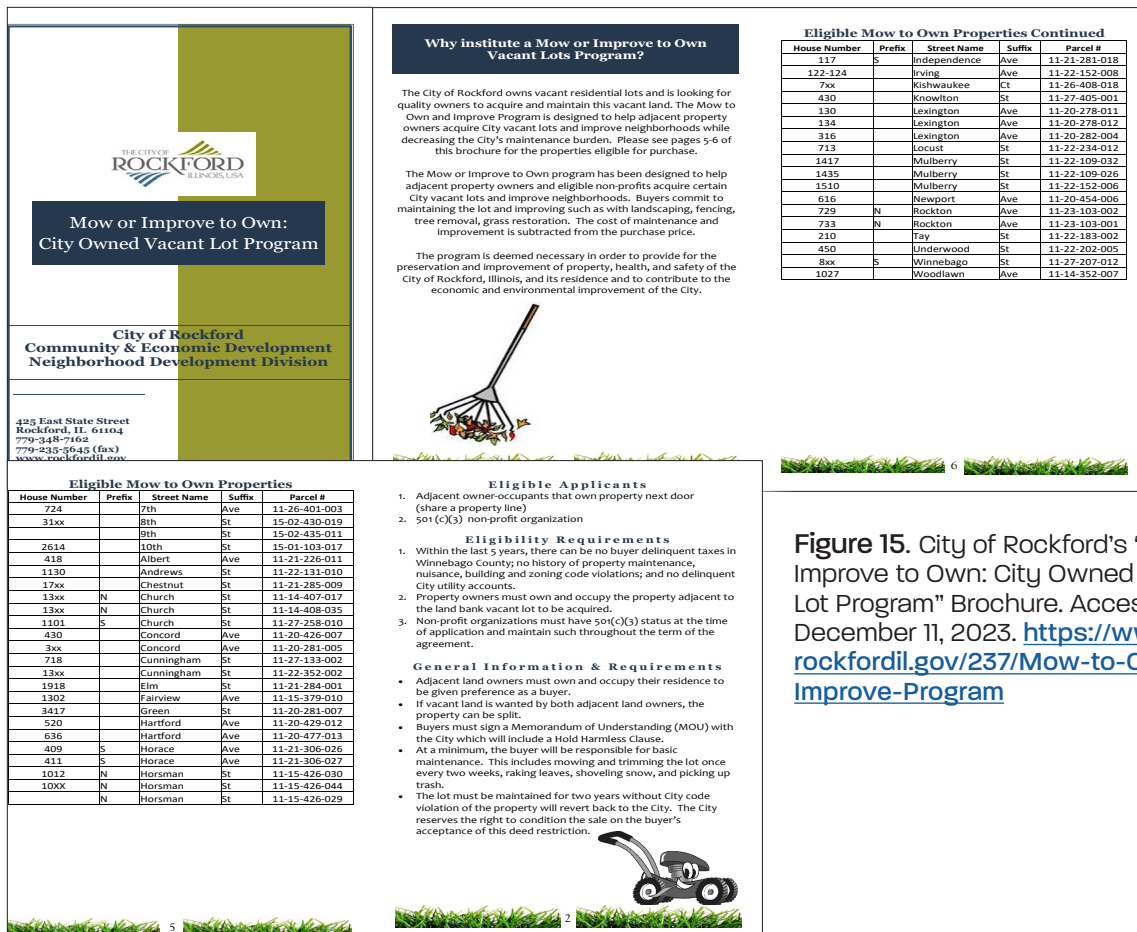 THE CITY OF
ROCKFORD
ILLINOIS, USA
Mow or Improve to Own:
City Owned Vacant Lot Program
City of Rockford
Community & Economic Development
Neighborhood Development Division
425 East State Street
Rockford, IL 61104
779-348-7162
779-235-5645 (fax)
www.rockfordil.gov
Why institute a Mow or Improve to Own
Vacant Lots Program?
The City of Rockford owns vacant residential lots and is looking for
quality owners to acquire and maintain this vacant land. The Mow to
Own and Improve Program is designed to help adjacent property
owners acquire City vacant lots and improve neighborhoods while
decreasing the City's maintenance burden. Please see pages 5-6 of
this brochure for the properties eligible for purchase.
The Mow or Improve to Own program has been designed to help
adjacent property owners and eligible non-profits acquire certain
City vacant lots and improve neighborhoods. Buyers commit to
maintaining the lot and improving such as with landscaping, fencing,
tree removal, grass restoration. The cost of maintenance and
improvement is subtracted from the purchase price.
The program is deemed necessary in order to provide for the
preservation and improvement of property, health, and safety of the
City of Rockford, Illinois, and its residence and to contribute to the
economic and environmental improvement of the City.
Eligible Mow to Own Properties Continued
House Number Prefix Street Name Suffix Parcel #
117 S Independence Ave 11-21-281-018
122-124 Irving Ave 11-22-152-008
7xx Kishwaukee Ct 11-26-408-018
430 Knowlton St 11-27-405-001
130 Lexington Ave 11-20-278-011
134 Lexington Ave 11-20-278-012
316 Lexington Ave 11-20-282-004
713 Locust St 11-22-234-012
1417 Mulberry St 11-22-109-032
1435 Mulberry St 11-22-109-026
1510 Mulberry St 11-22-152-006
616 Newport Ave 11-20-454-006
729 N Rockton Ave 11-23-103-002
733 N Rockton Ave 11-23-103-001
210 Tay St 11-22-183-002
450 Underwood St 11-22-202-005
8xx S Winnebago St 11-27-207-012
1027 Woodlawn Ave 11-14-352-007
6
Eligible Mow to Own Properties
House Number Prefix Street Name Suffix Parcel #
724 7th Ave 11-26-401-003
31xx 8th St 15-02-430-019
9th St 15-02-435-011
2614 10th St 15-01-103-017
418 Albert Ave 11-21-226-011
1130 Andrews St 11-22-131-010
17xx Chestnut St 11-21-285-009
13xx N Church St 11-14-407-017
13xx N Church St 11-14-408-035
1101 S Church St 11-27-258-010
430 Concord Ave 11-20-426-007
3xx Concord Ave 11-20-281-005
718 Cunningham St 11-27-133-002
13xx Cunningham St 11-22-352-002
1918 Elm St 11-21-284-001
1302 Fairview Ave 11-15-379-010
3417 Green St 11-20-281-007
520 Hartford Ave 11-20-429-012
636 Hartford Ave 11-20-477-013
409 S Horace Ave 11-21-306-026
411 S Horace Ave 11-21-306-027
1012 N Horsman St 11-15-426-030
10XX N Horsman St 11-15-426-044
N Horsman St 11-15-426-029
5
Eligible Applicants
1. Adjacent owner-occupants that own property next door
(share a property line)
2. 501 (c)(3) non-profit organization
Eligibility Requirements
1. Within the last 5 years, there can be no buyer delinquent taxes in
Winnebago County; no history of property maintenance,
nuisance, building and zoning code violations; and no delinquent
City utility accounts.
2. Property owners must own and occupy the property adjacent to
the land bank vacant lot to be acquired.
3. Non-profit organizations must have 501(c)(3) status at the time
of application and maintain such throughout the term of the
agreement.
General Information & Requirements
• Adjacent land owners must own and occupy their residence to
be given preference as a buyer.
• If vacant land is wanted by both adjacent land owners, the
property can be split.
• Buyers must sign a Memorandum of Understanding (MOU) with
the City which will include a Hold Harmless Clause.
• At a minimum, the buyer will be responsible for basic
maintenance. This includes mowing and trimming the lot once
every two weeks, raking leaves, shoveling snow, and picking up
trash.
• The lot must be maintained for two years without City code
violation of the property will revert back to the City. The City
reserves the right to condition the sale on the buyer's
acceptance of this deed restriction.
2
Figure 15. City of Rockford's "
Improve to Own: City Owned
Lot Program" Brochure. Acces
December 11, 2023. https://w
rockfordil.gov/237/Mow-to-O
Improve-Program